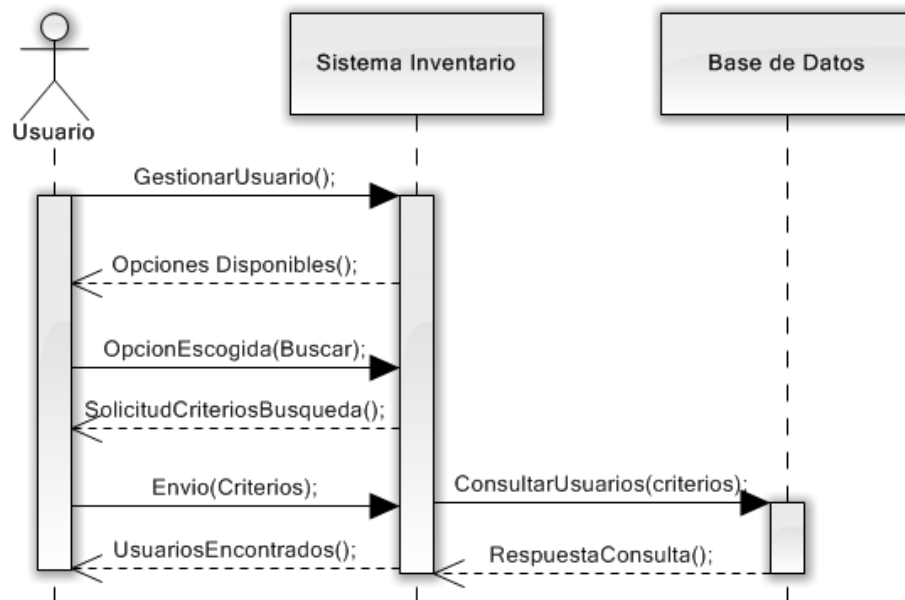 Usuario
Sistema Inventario
Base de Datos
GestionarUsuario();
Opciones Disponibles();
OpcionEscogida(Buscar);
SolicitudCriteriosBusqueda();
Envio(Criterios);
ConsultarUsuarios(criterios);
UsuariosEncontrados();
RespuestaConsulta();